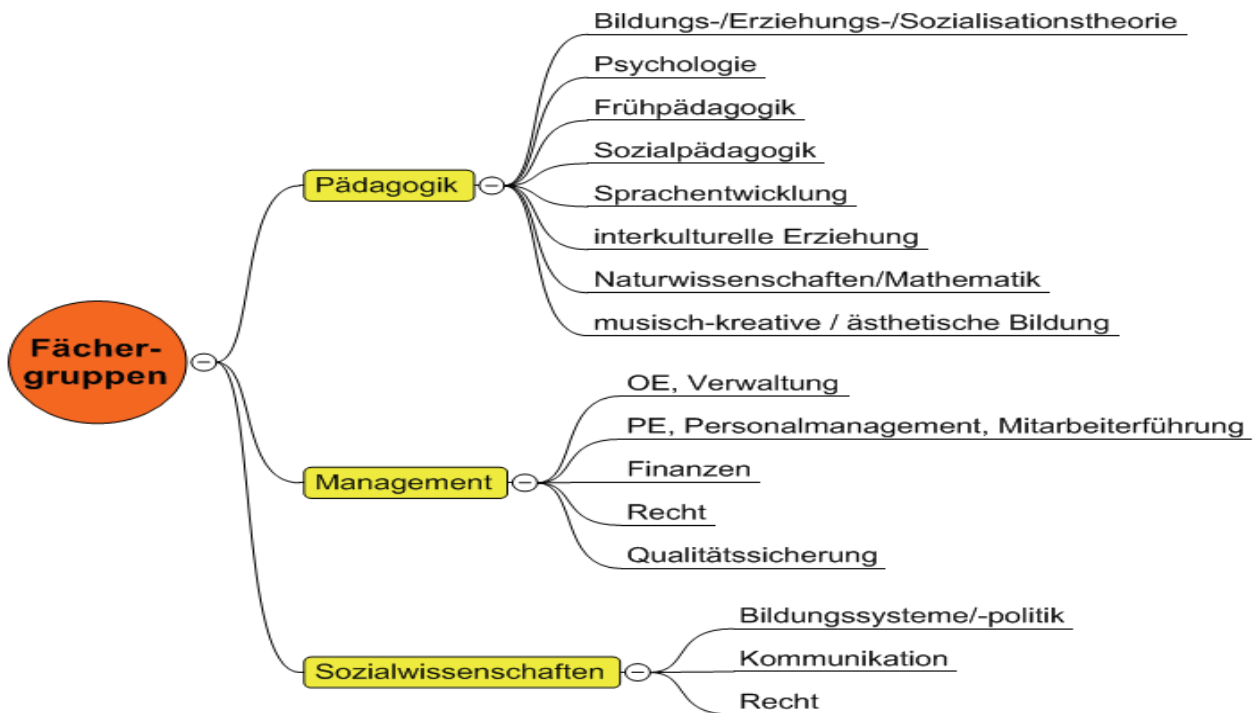 Bildungs-/Erziehungs-/Sozialisationstheorie
Psychologie
Frühpädagogik
Sozialpädagogik
Pädagogik
Sprachentwicklung
interkulturelle Erziehung
Naturwissenschaften/Mathematik
musisch-kreative / ästhetische Bildung
Fächer-
gruppen
OE, Verwaltung
PE, Personalmanagement, Mitarbeiterführung
Finanzen
Management
Recht
Qualitätssicherung
Bildungssysteme/-politik
Kommunikation
Sozialwissenschaften
Recht